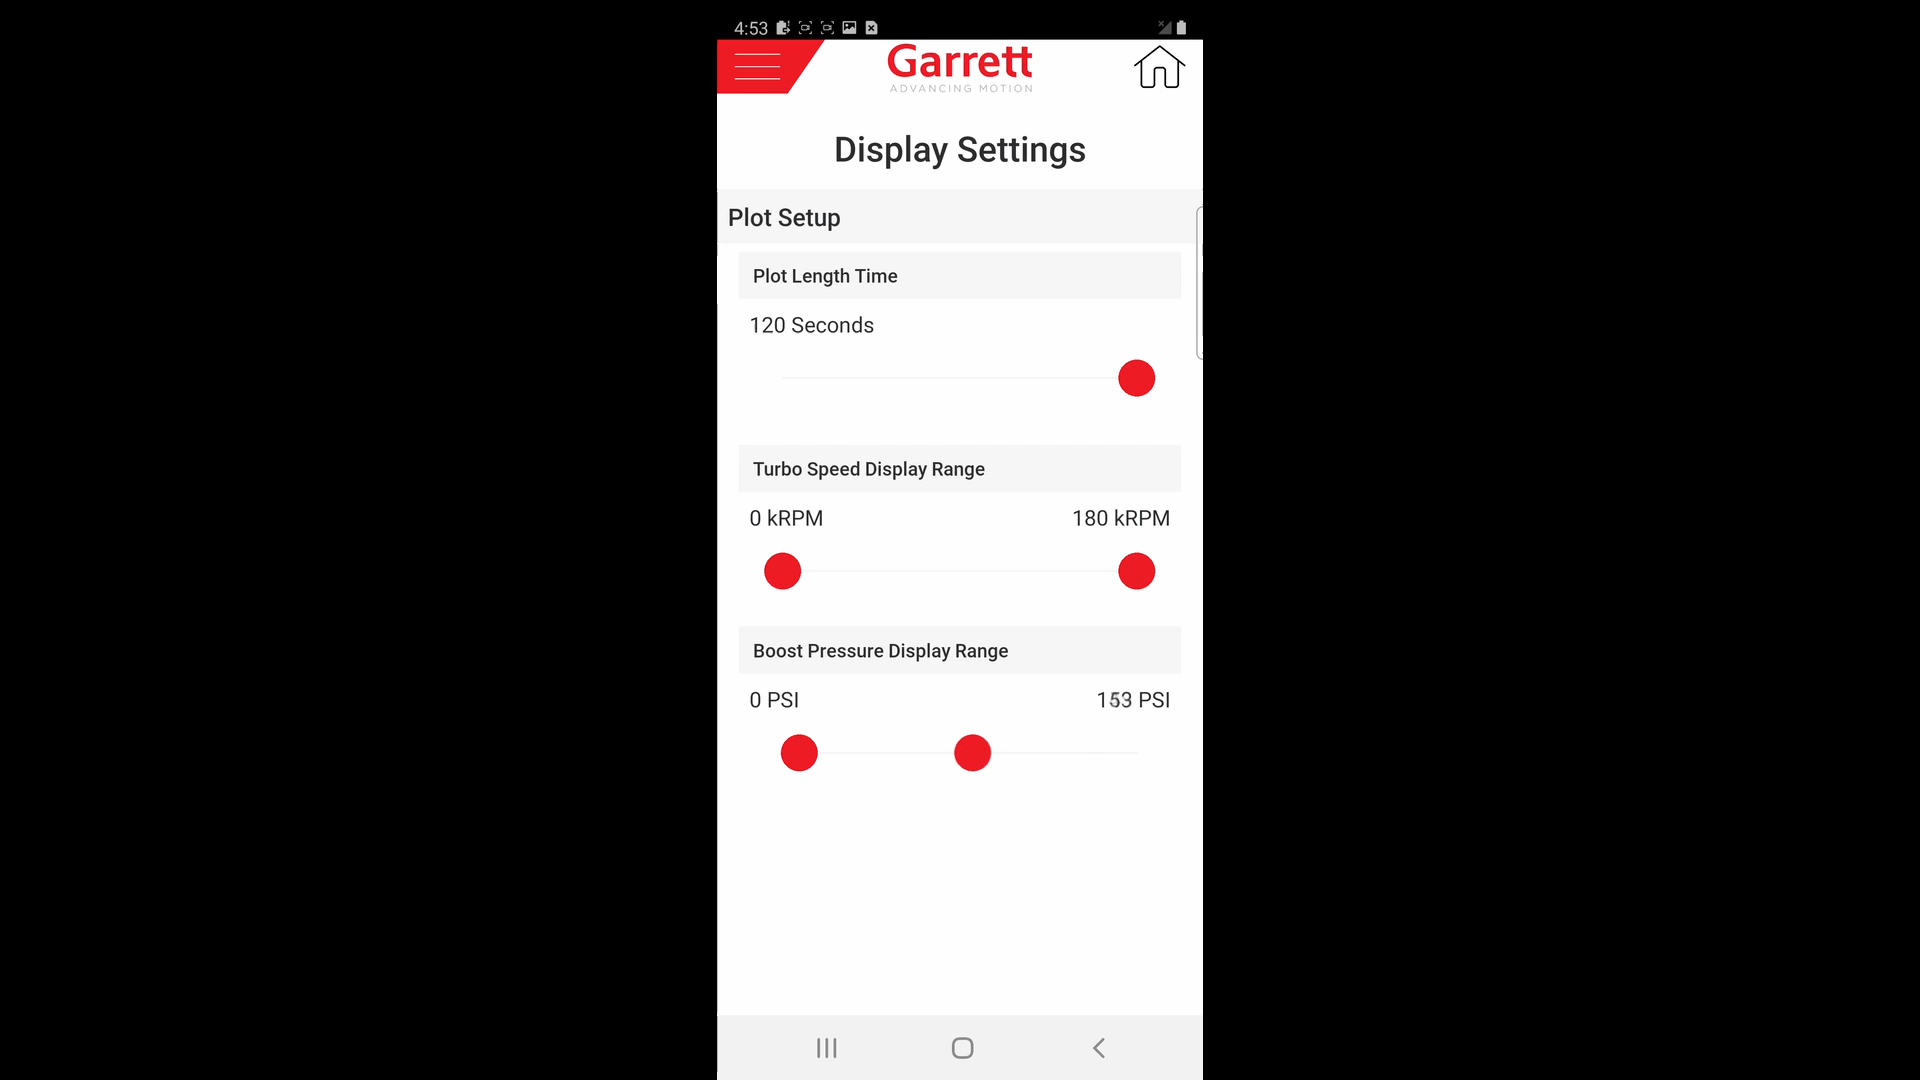 4:53
Garrett
ADVANCING MOTION
Display Settings
Plot Setup
Plot Length Time
120 Seconds
Turbo Speed Display Range
0 kRPM 180 kRPM
Boost Pressure Display Range
0 PSI PSI